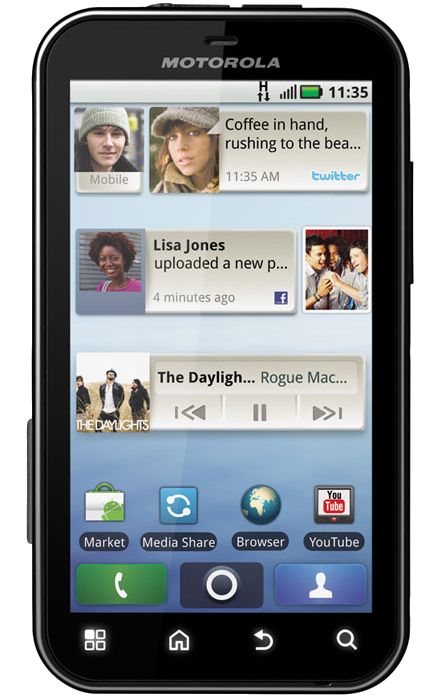 MOTOROLA
H 11:35
Coffee in hand,
rushing to the bea...
Mobile
11:35 AM twitter
Lisa Jones
uploaded a new p...
4 minutes ago f
The Dayligh... Rogue Mac...
THE DAYLIGHTS
You
Tube
Market Media Share Browser YouTube